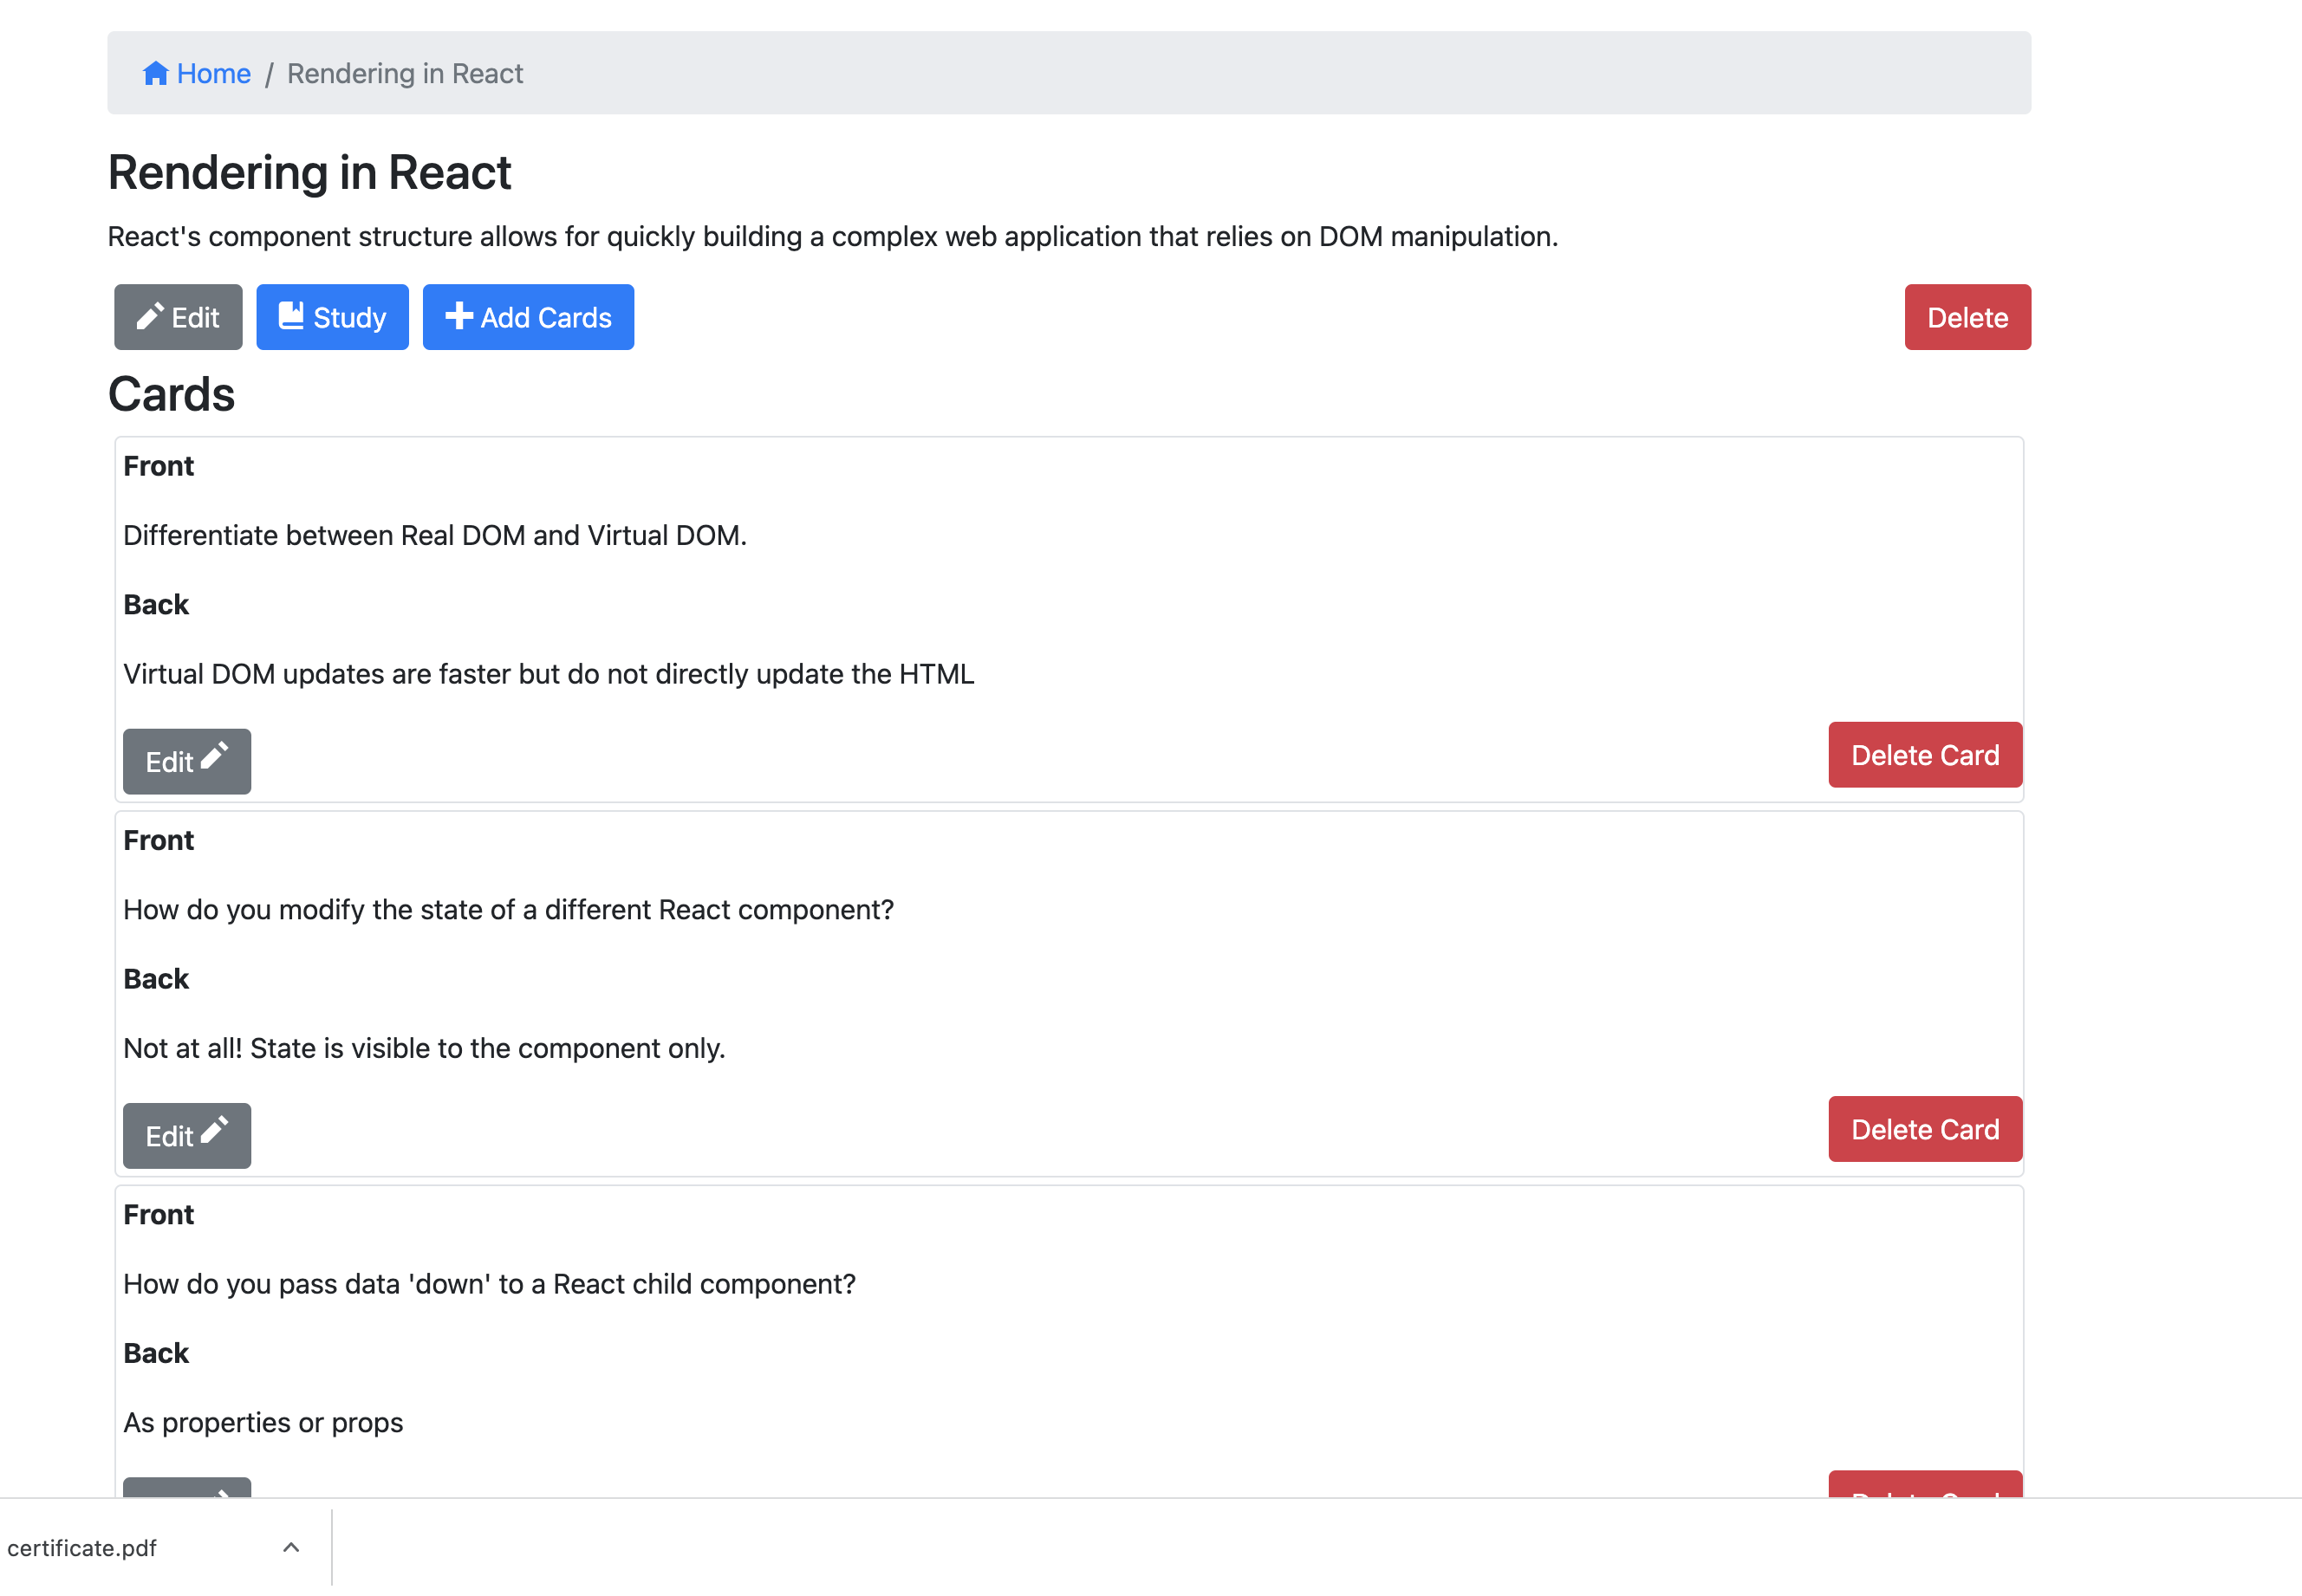 Home / Rendering in React
Rendering in React
React's component structure allows for quickly building a complex web application that relies on DOM manipulation.
Edit Study Add Cards Delete
Cards
Front
Differentiate between Real DOM and Virtual DOM.
Back
Virtual DOM updates are faster but do not directly update the HTML
Edit Delete Card
Front
How do you modify the state of a different React component?
Back
Not at all! State is visible to the component only.
Edit Delete Card
Front
How do you pass data 'down' to a React child component?
Back
As properties or props
certificate.pdf